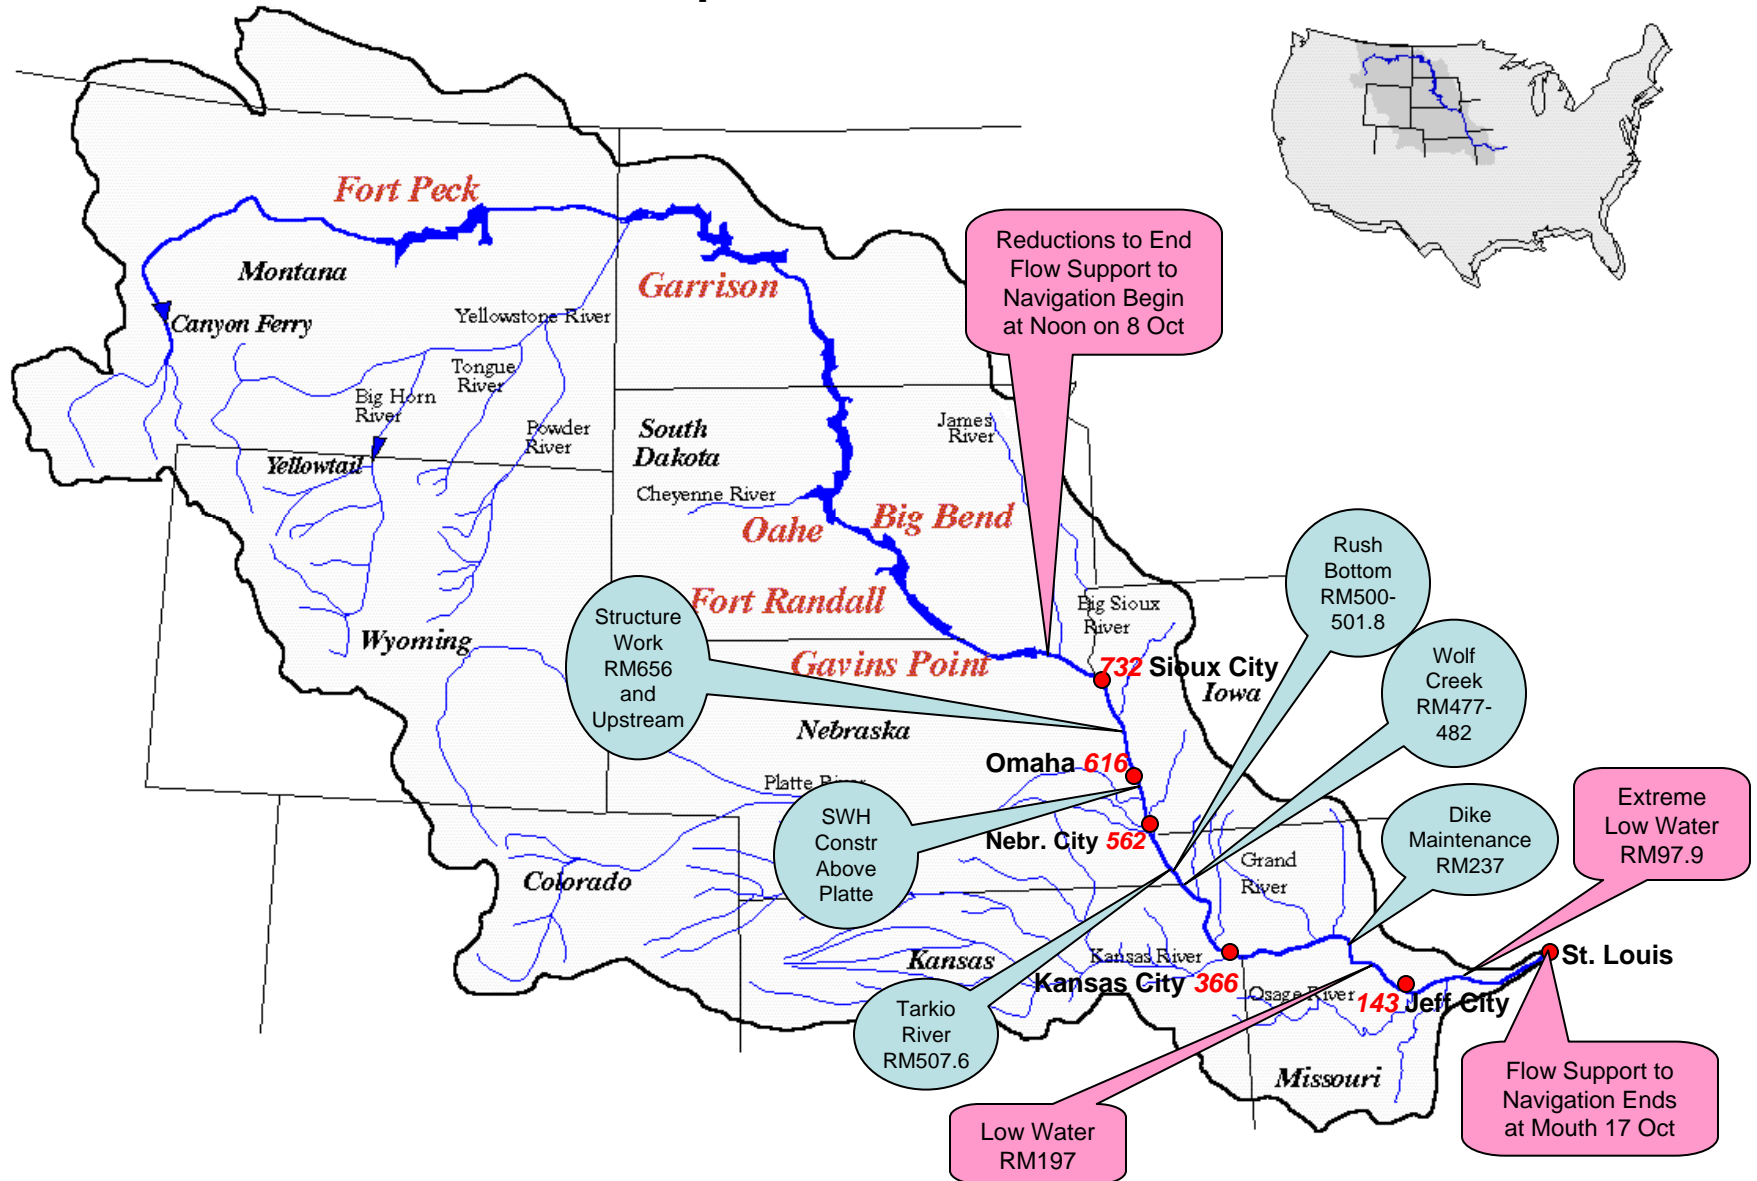 Fort Peck
Montana
Canyon Ferry
Garrison
Yellowstone River
Tongue
River
Big Horn
River
Powder
River
Yellowtail
South
Dakota
Cheyenne River
James
River
Oahe
Big Bend
Fort Randall
Gavins Point
Wyoming
Big Sioux
River
Reductions to End
Flow Support to
Navigation Begin
at Noon on 8 Oct
Structure
Work
RM656
and
Upstream
Rush
Bottom
RM500-
501.8
Wolf
Creek
RM477-
482
732 Sioux City
Iowa
Nebraska
Omaha 616
Platte River
SWH
Constr
Above
Platte
Nebr. City 562
Dike
Maintenance
RM237
Extreme
Low Water
RM97.9
Grand
River
Colorado
Kansas
Kansas River
Kansas City 366
Osage River
143 Jeff City
St. Louis
Tarkio
River
RM507.6
Missouri
Low Water
RM197
Flow Support to
Navigation Ends
at Mouth 17 Oct